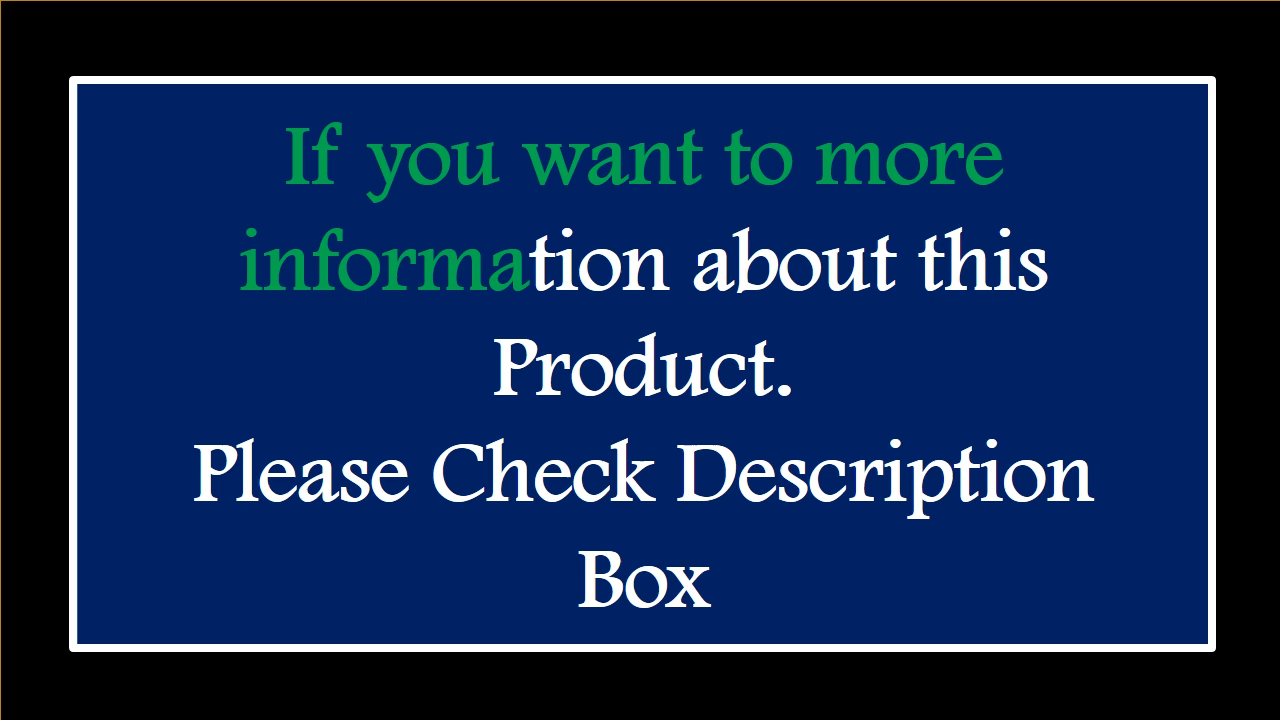 If you want to more
information about this
Product.
Please Check Description
Box